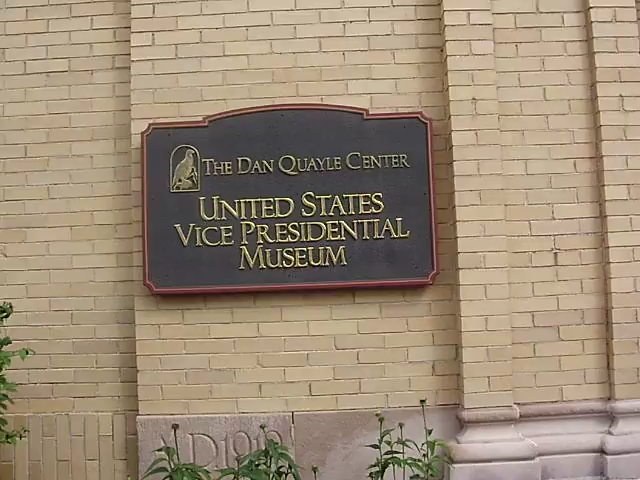 The Dan Quayle Center
United States
Vice Presidential
Museum